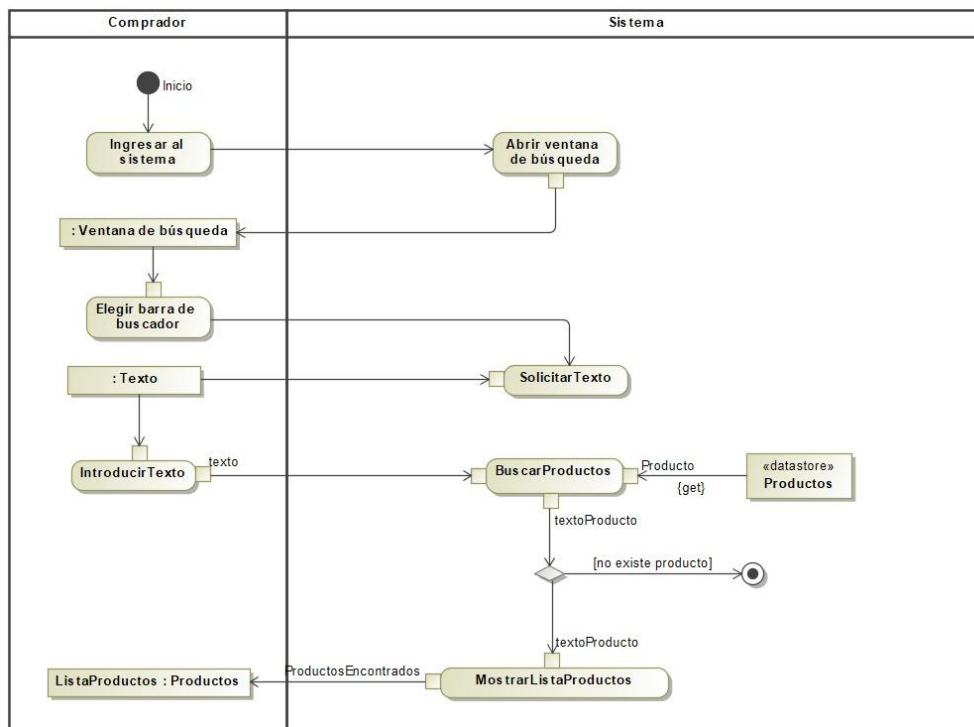 Comprador
Sistema
Inicio
Ingresar al
sistema
Abrir ventana
de búsqueda
: Ventana de búsqueda
Elegir barra de
buscador
: Texto
SolicitarTexto
IntroducirTexto
texto
BuscarProductos
Producto
{get}
«datastore»
Productos
textoProducto
[no existe producto]
textoProducto
ListaProductos : Productos
ProductosEncontrados
MostrarListaProductos